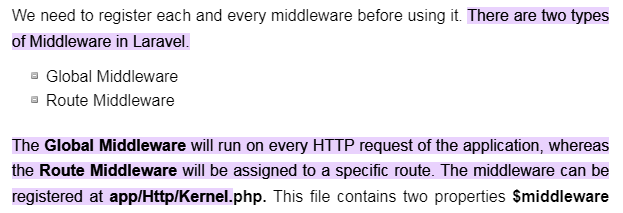 We need to register each and every middleware before using it. There are two types
of Middleware in Laravel.
Global Middleware
Route Middleware
The Global Middleware will run on every HTTP request of the application, whereas
the Route Middleware will be assigned to a specific route. The middleware can be
registered at app/Http/Kernel.php. This file contains two properties $middleware